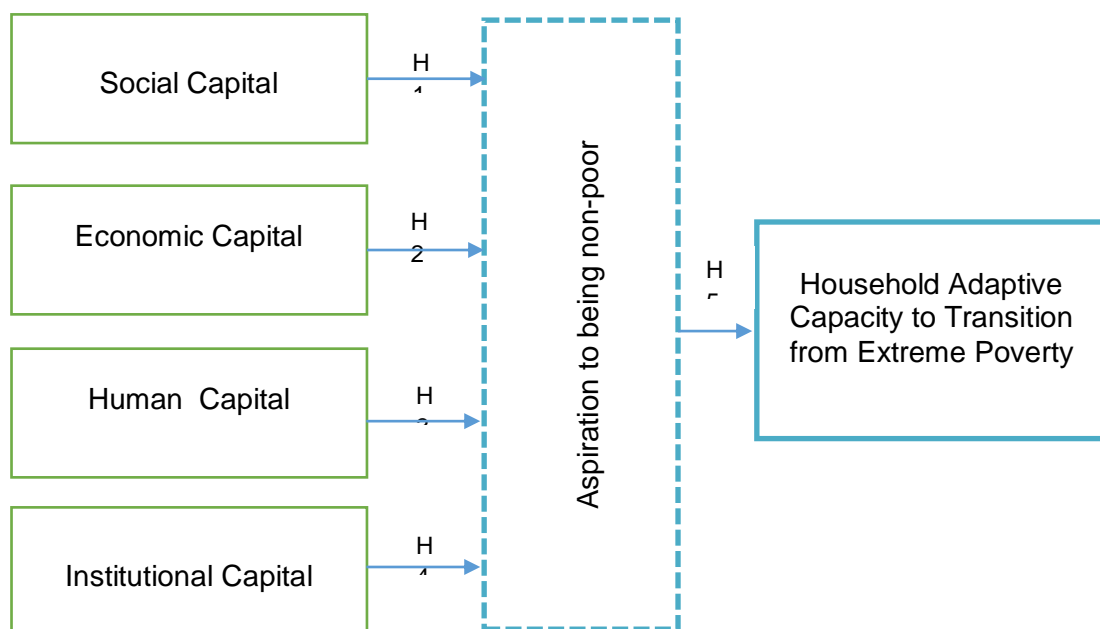 Social Capital
H
Economic Capital
H
2
Human  Capital
H
Institutional Capital
H
Aspiration to being non-poor
H
Household Adaptive
Capacity to Transition
from Extreme Poverty